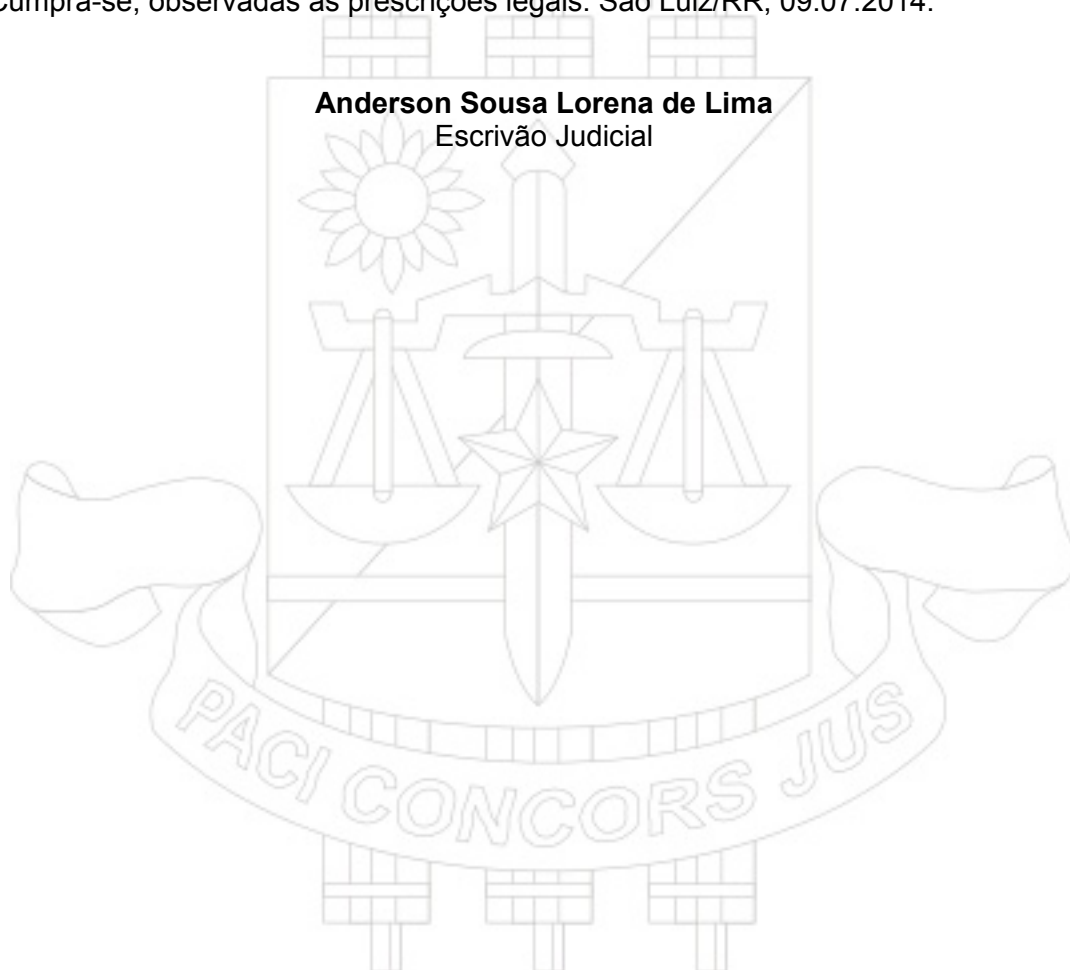 Cumpra-se, observadas as prescrições legais. São Luiz/RR, 09.07.2014.
Anderson Sousa Lorena de Lima
Escrivão Judicial
PACI CONCORS JUS